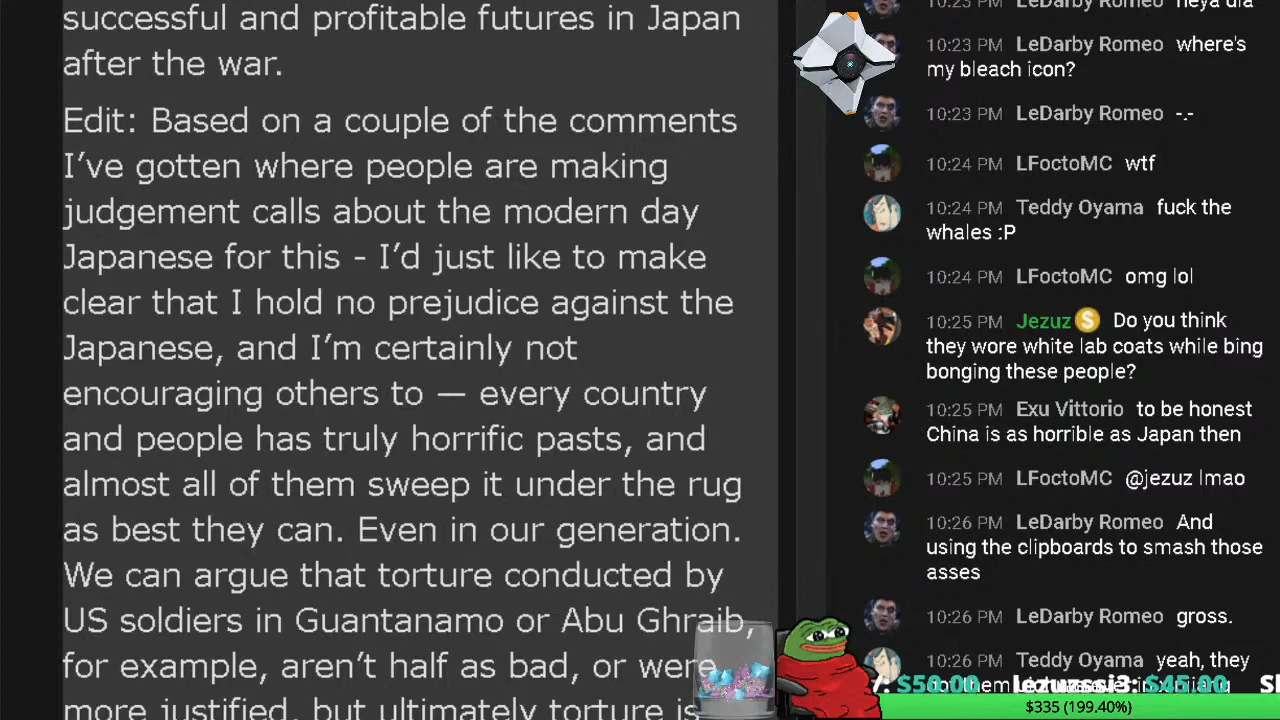 successful and profitable futures in Japan
after the war.
Edit: Based on a couple of the comments
I’ve gotten where people are making
judgement calls about the modern day
Japanese for this - I’d just like to make
clear that I hold no prejudice against the
Japanese, and I’m certainly not
encouraging others to — every country
and people has truly horrific pasts, and
almost all of them sweep it under the rug
as best they can. Even in our generation.
We can argue that torture conducted by
US soldiers in Guantanamo or Abu Ghraib,
for example, aren’t half as bad, or were
more justified, but ultimately torture is
10:23 PM LeDarby Romeo heya dia
10:23 PM LeDarby Romeo where's
my bleach icon?
10:23 PM LeDarby Romeo -.-
10:24 PM LFoctoMC wtf
10:24 PM Teddy Oyama fuck the
whales :P
10:24 PM LFoctoMC omg lol
10:25 PM Jezuz $ Do you think
they wore white lab coats while bing
bonging these people?
10:25 PM Exu Vittorio to be honest
China is as horrible as Japan then
10:25 PM LFoctoMC @jezuz lmao
10:26 PM LeDarby Romeo And
using the clipboards to smash those
asses
10:26 PM LeDarby Romeo gross.
10:26 PM Teddy Oyama yeah, they
: $50.00 Jezuzssi3: $45.00
$335 (199.40%)